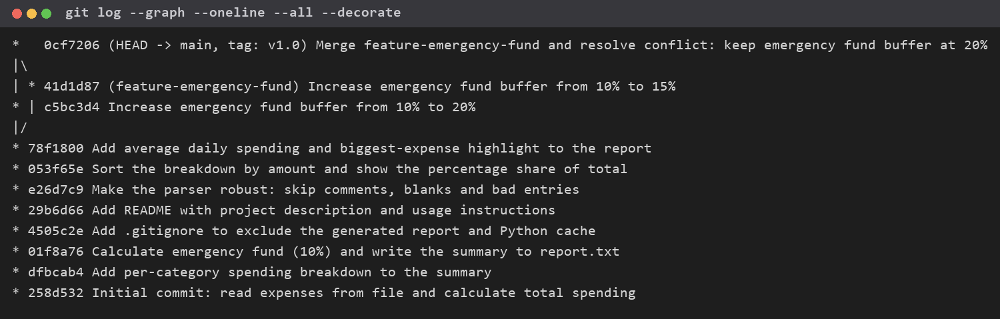 git log --graph --oneline --all --decorate
*   0cf7206 (HEAD -> main, tag: v1.0) Merge feature-emergency-fund and resolve conflict: keep emergency fund buffer at 20%
|\
| * 41d1d87 (feature-emergency-fund) Increase emergency fund buffer from 10% to 15%
* | c5bc3d4 Increase emergency fund buffer from 10% to 20%
|/
* 78f1800 Add average daily spending and biggest-expense highlight to the report
* 053f65e Sort the breakdown by amount and show the percentage share of total
* e26d7c9 Make the parser robust: skip comments, blanks and bad entries
* 29b6d66 Add README with project description and usage instructions
* 4505c2e Add .gitignore to exclude the generated report and Python cache
* 01f8a76 Calculate emergency fund (10%) and write the summary to report.txt
* dfbcab4 Add per-category spending breakdown to the summary
* 258d532 Initial commit: read expenses from file and calculate total spending